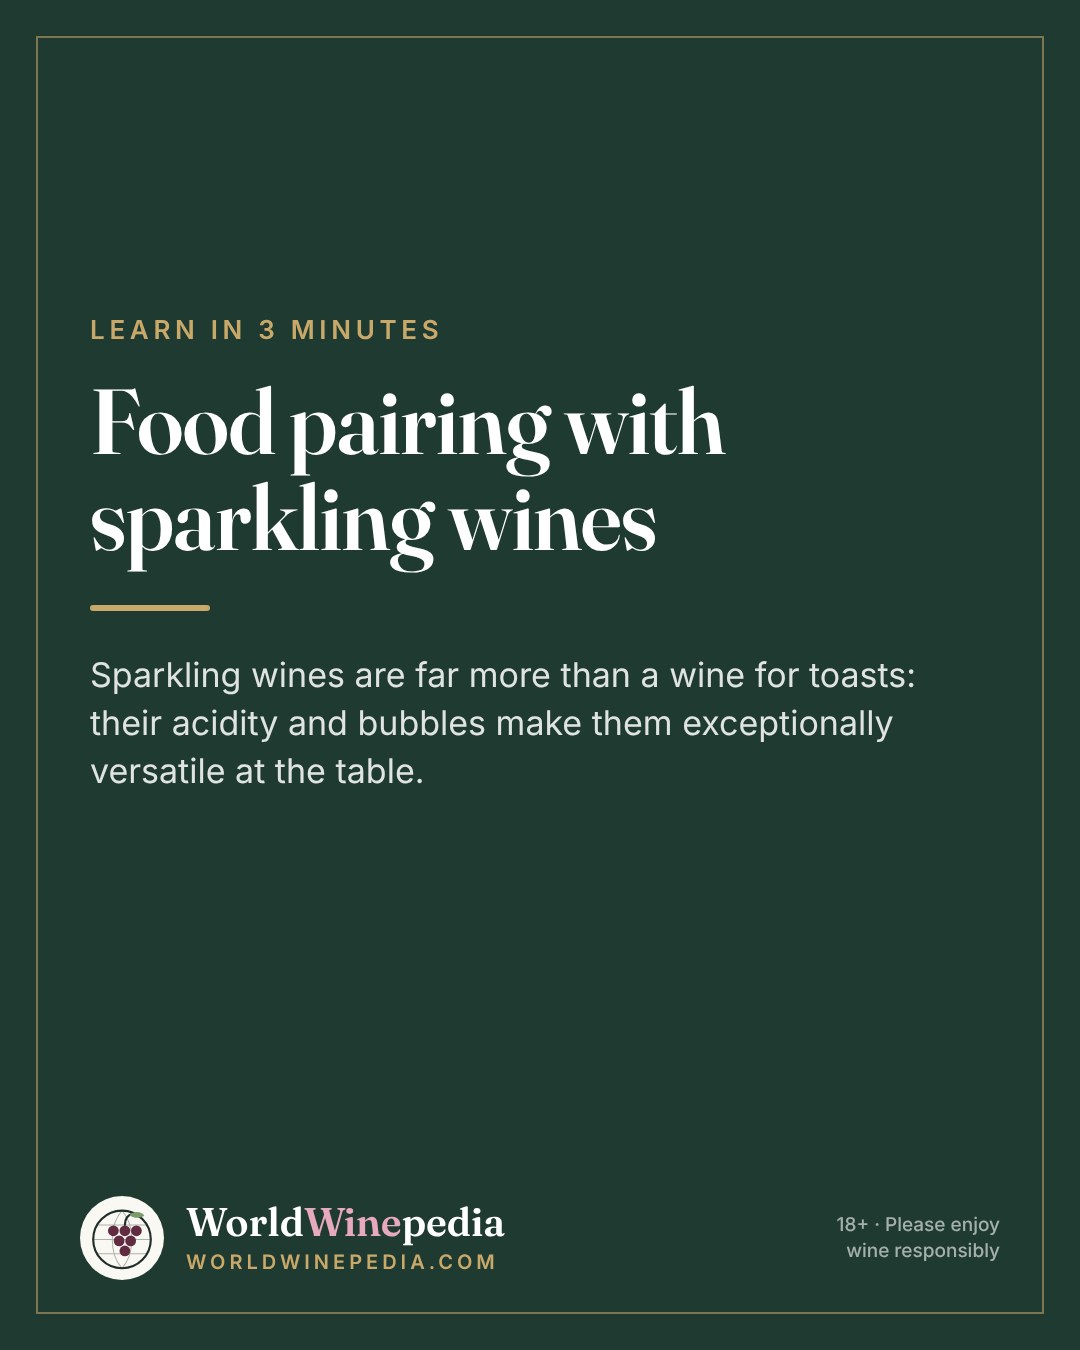 LEARN IN 3 MINUTES
Food pairing with
sparkling wines
Sparkling wines are far more than a wine for toasts:
their acidity and bubbles make them exceptionally
versatile at the table.
WorldWinepedia
WORLDWINEPEDIA.COM
18+ · Please enjoy
wine responsibly